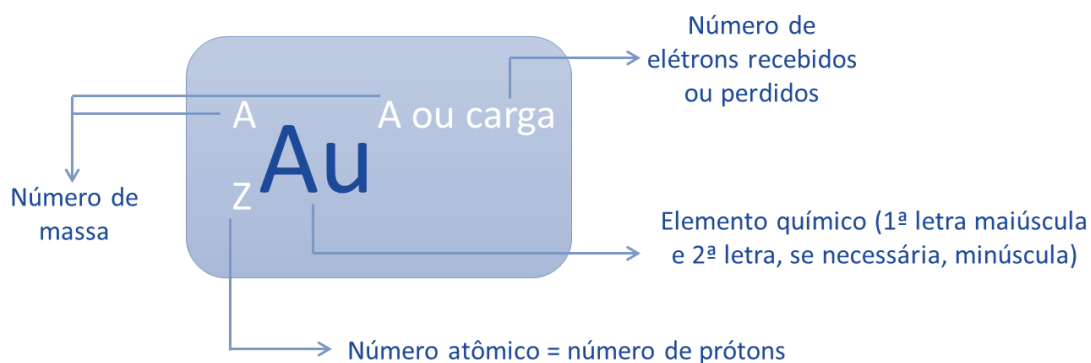 Número de
elétrons recebidos
ou perdidos
A
A ou carga
Au
Z
Número de
massa
Elemento químico (1ª letra maiúscula
e 2ª letra, se necessária, minúscula)
Número atômico = número de prótons